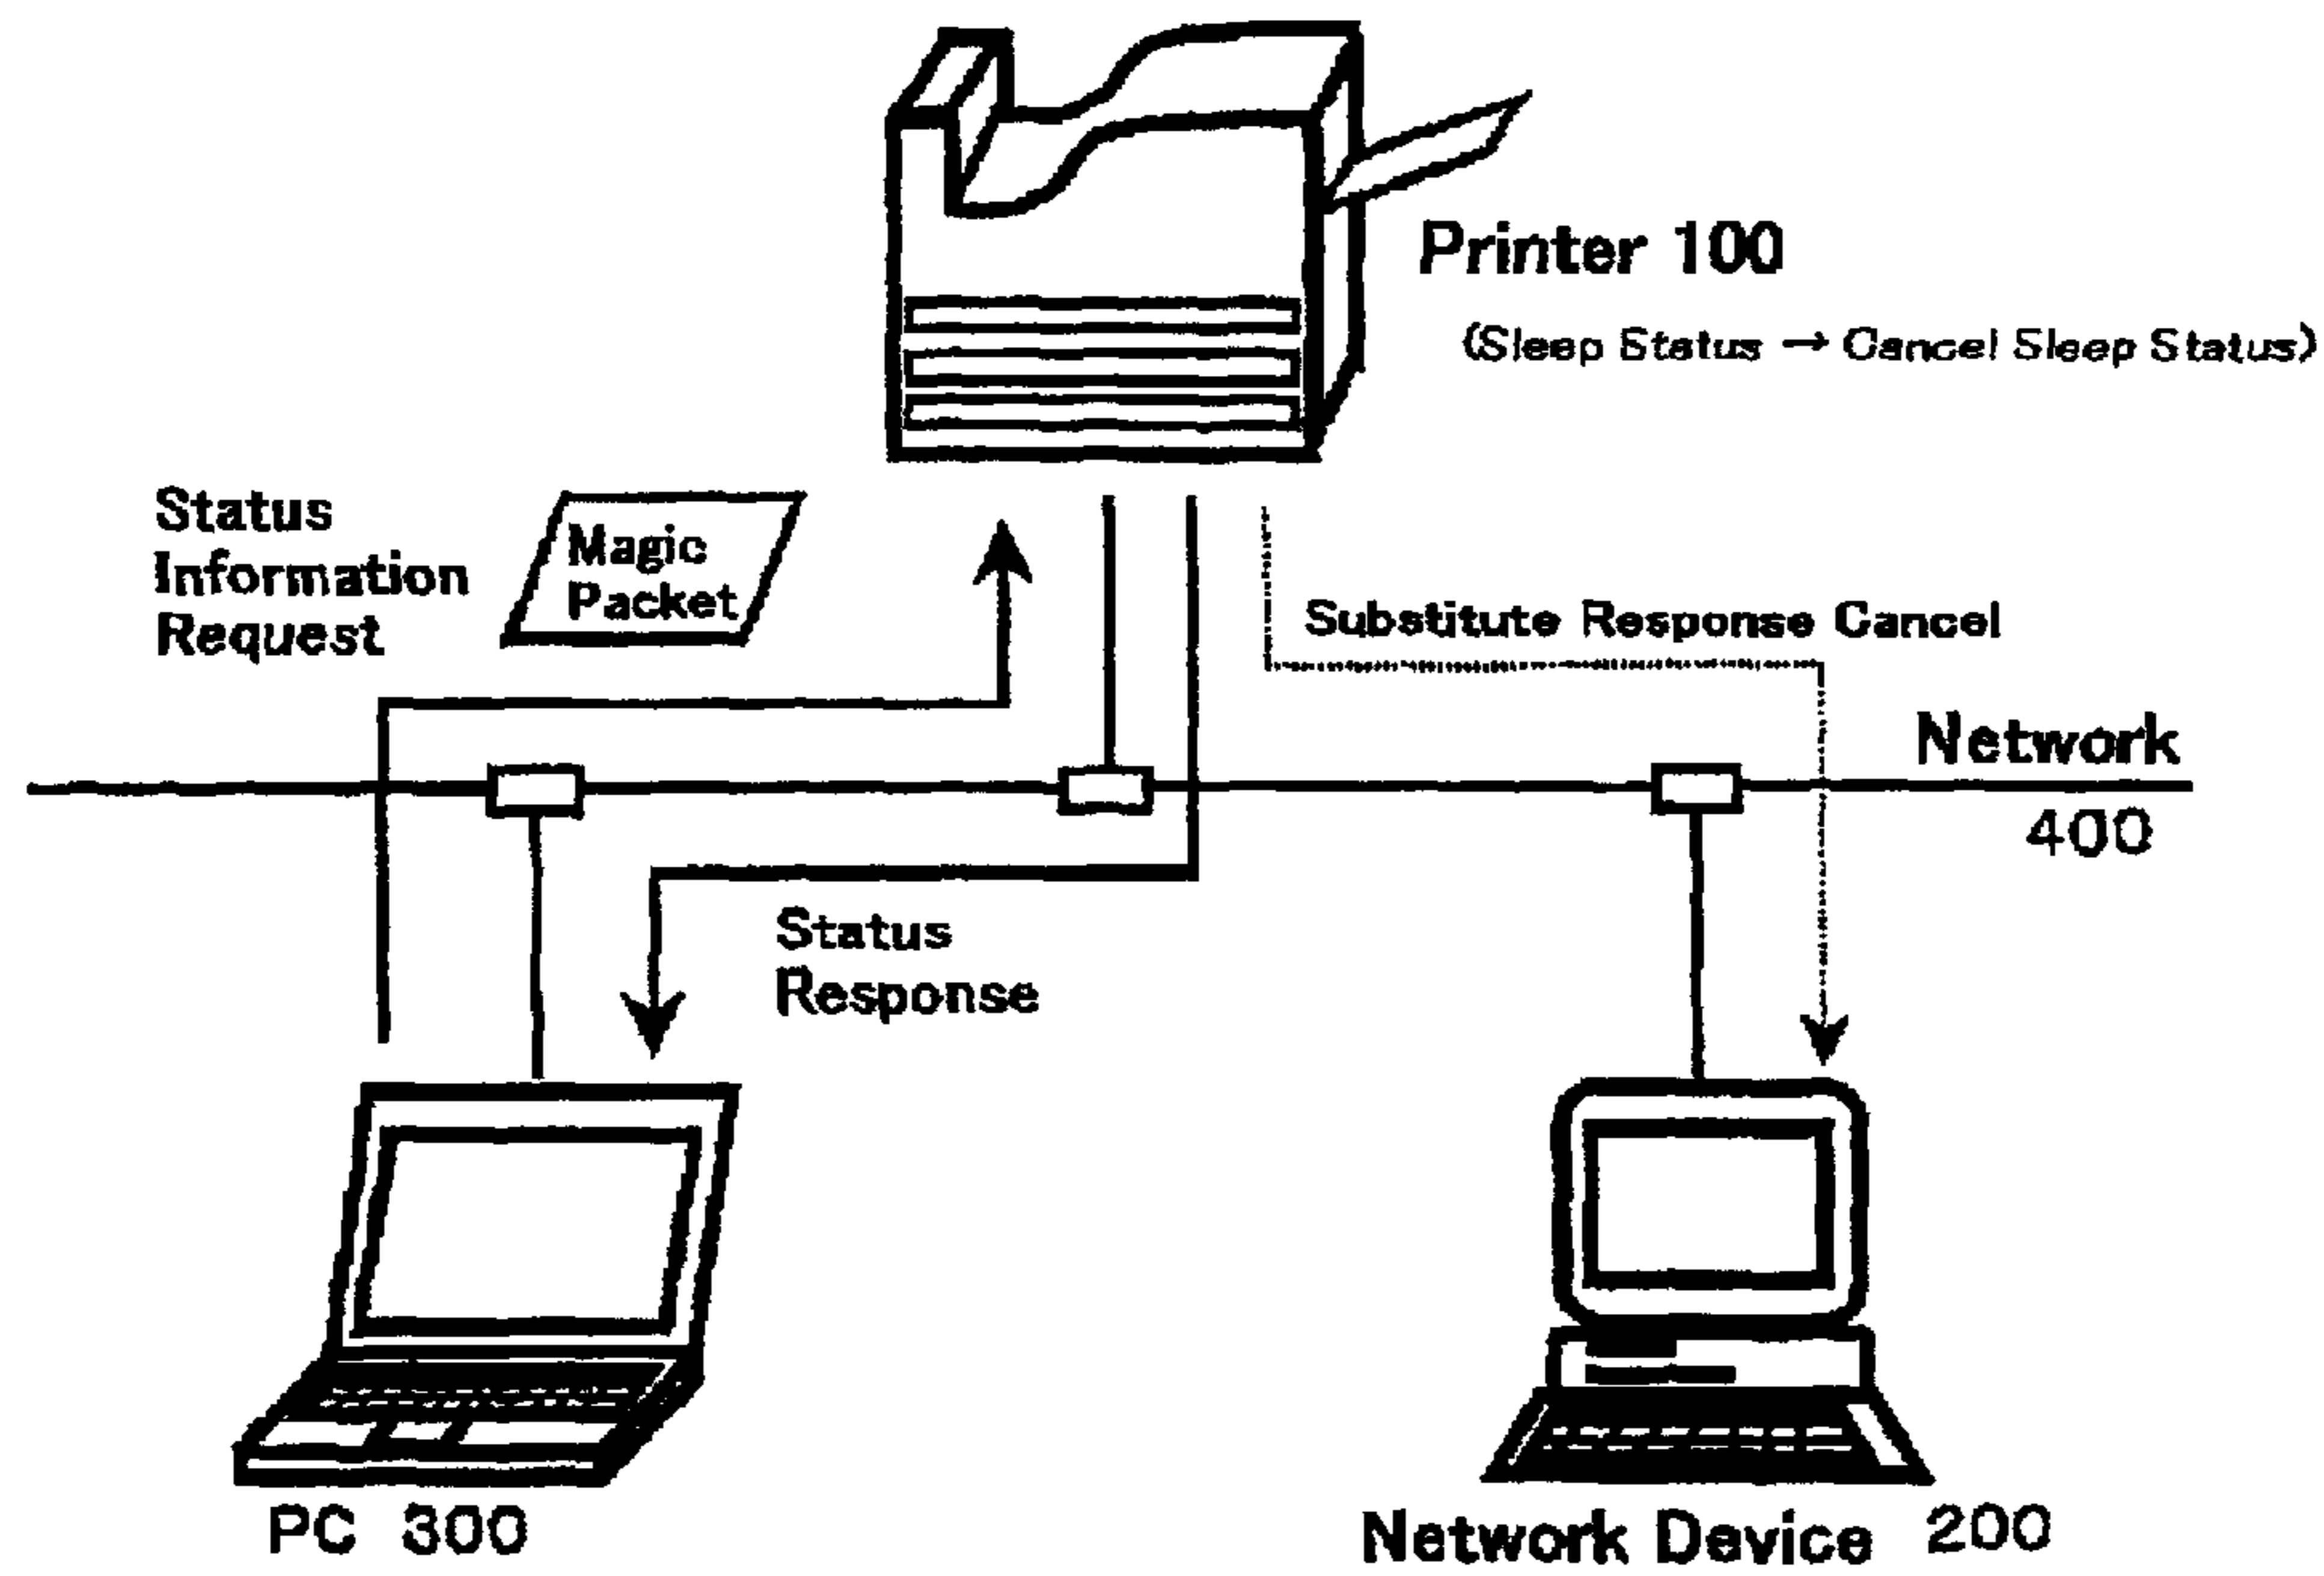 Printer 100
(Sleep Status → Cancel Sleep Status)
Status
Information
Request
Magic
Packet
Substitute Response Cancel
Network
400
Status
Response
PC 300
Network Device 200